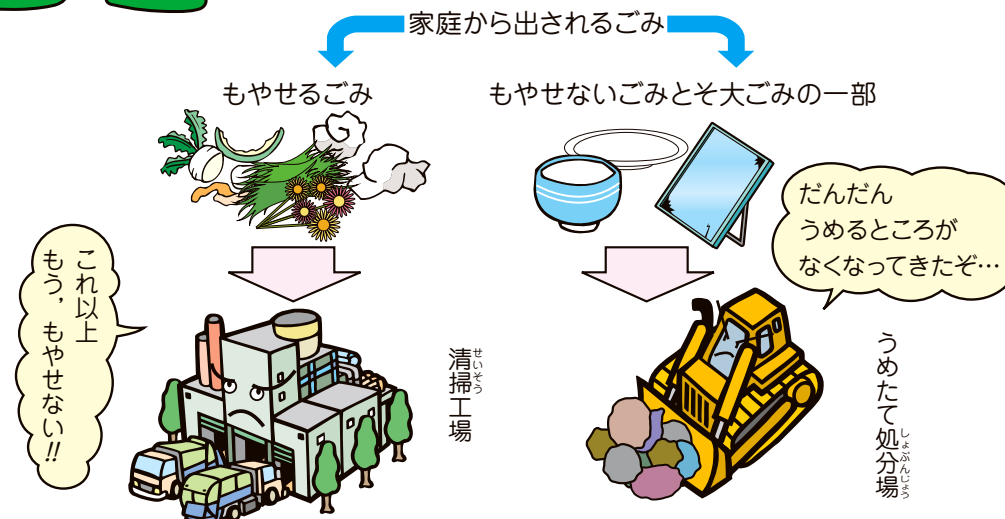 家庭から出されるごみ
もやせるごみ
もやせないごみとそ大ごみの一部
これ以上
もう，もやせない!!
清掃工場
せいそう
だんだん
うめるところが
なくなってきたぞ…
うめたて処分場
しょぶんじょう